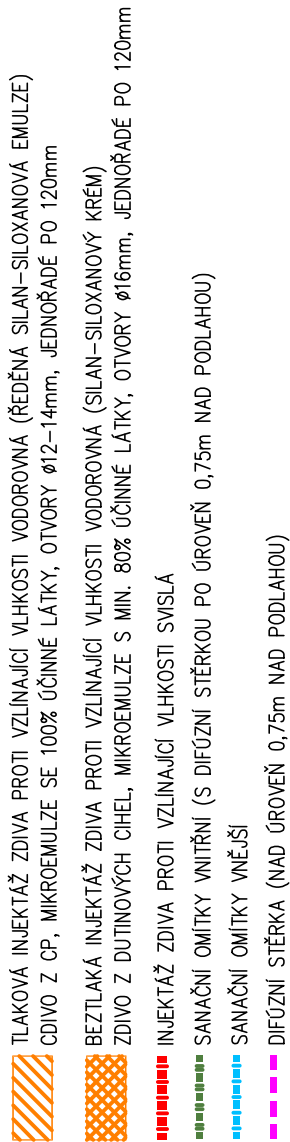 TLAKOVÁ INJEKTÁŽ ZDIVA PROTI VZLÍNAJÍCÍ VLHKOSTI VODOROVNÁ (ŘEDĚNÁ SILAN-SILOXANOVÁ EMULZE)
CDIVO Z CP, MIKROEMULZE SE 100% ÚČINNÉ LÁTKY, OTVORY ø12-14mm, JEDNOŘADÉ PO 120mm
BEZTLAKÁ INJEKTÁŽ ZDIVA PROTI VZLÍNAJÍCÍ VLHKOSTI VODOROVNÁ (SILAN-SILOXANOVÝ KRÉM)
ZDIVO Z DUTINOVÝCH CIHEL, MIKROEMULZE S MIN. 80% ÚČINNÉ LÁTKY, OTVORY ø16mm, JEDNOŘADÉ PO 120mm
INJEKTÁŽ ZDIVA PROTI VZLÍNAJÍCÍ VLHKOSTI SVISLÁ
SANAČNÍ OMÍTKY VNITŘNÍ (S DIFÚZNÍ STĚRKOU PO ÚROVEŇ 0,75m NAD PODLAHOU)
SANAČNÍ OMÍTKY VNĚJŠÍ
DIFÚZNÍ STĚRKA (NAD ÚROVEŇ 0,75m NAD PODLAHOU)